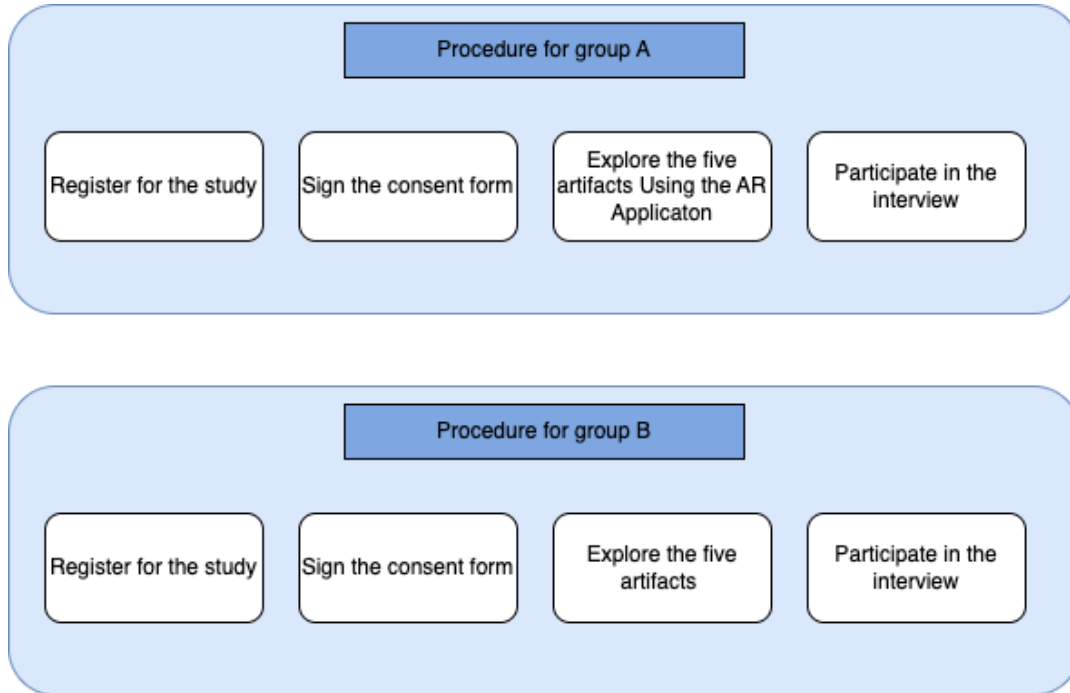 Procedure for group A
Register for the study
Sign the consent form
Explore the five
artifacts Using the AR
Applicaton
Participate in the
interview
Procedure for group B
Register for the study
Sign the consent form
Explore the five
artifacts
Participate in the
interview